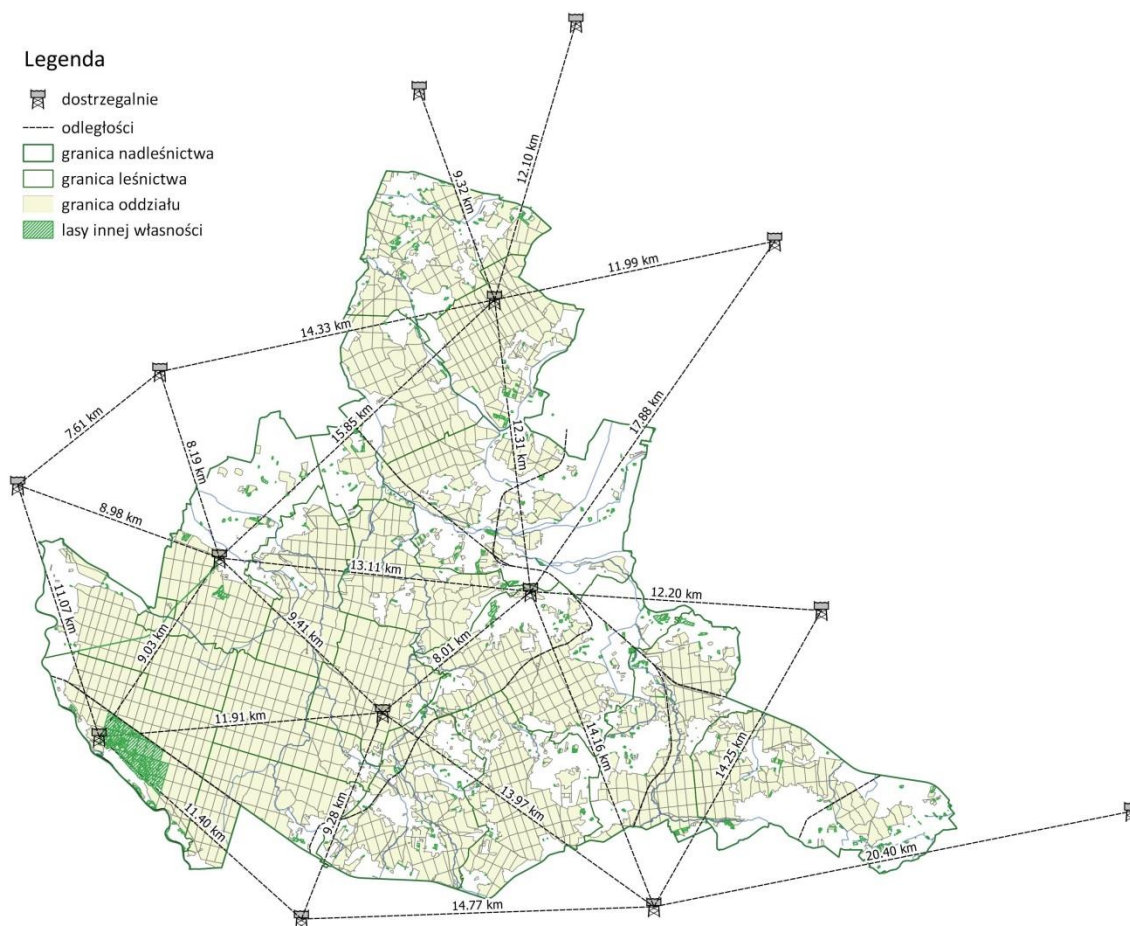 Legenda
dostrzegalnie
odległości
granica nadleśnictwa
granica leśnictwa
granica oddziału
lasy innej własności
9.32 km
12.10 km
11.99 km
14.33 km
7.61 km
8.19 km
15.85 km
12.31 km
17.88 km
8.98 km
13.11 km
12.20 km
11.07 km
9.03 km
9.41 km
8.01 km
11.91 km
14.16 km
14.25 km
11.40 km
9.28 km
13.97 km
20.40 km
14.77 km